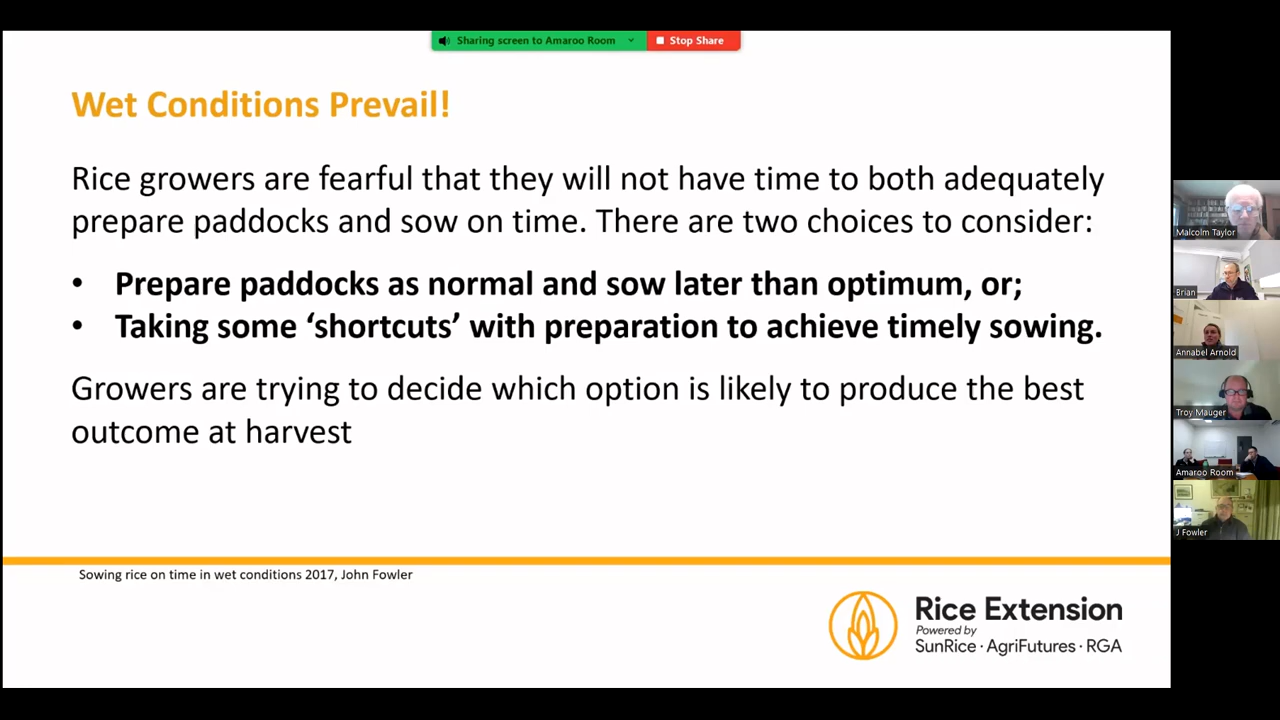 Sharing screen to Amaroo Room
Stop Share
Wet Conditions Prevail!
Rice growers are fearful that they will not have time to both adequately
prepare paddocks and sow on time. There are two choices to consider:
• Prepare paddocks as normal and sow later than optimum, or;
• Taking some ‘shortcuts’ with preparation to achieve timely sowing.
Growers are trying to decide which option is likely to produce the best
outcome at harvest
Sowing rice on time in wet conditions 2017, John Fowler
Rice Extension
Powered by
SunRice · AgriFutures · RGA
Malcolm Taylor
Brian
Annabel Arnold
Troy Mauger
Amaroo Room
J Fowler